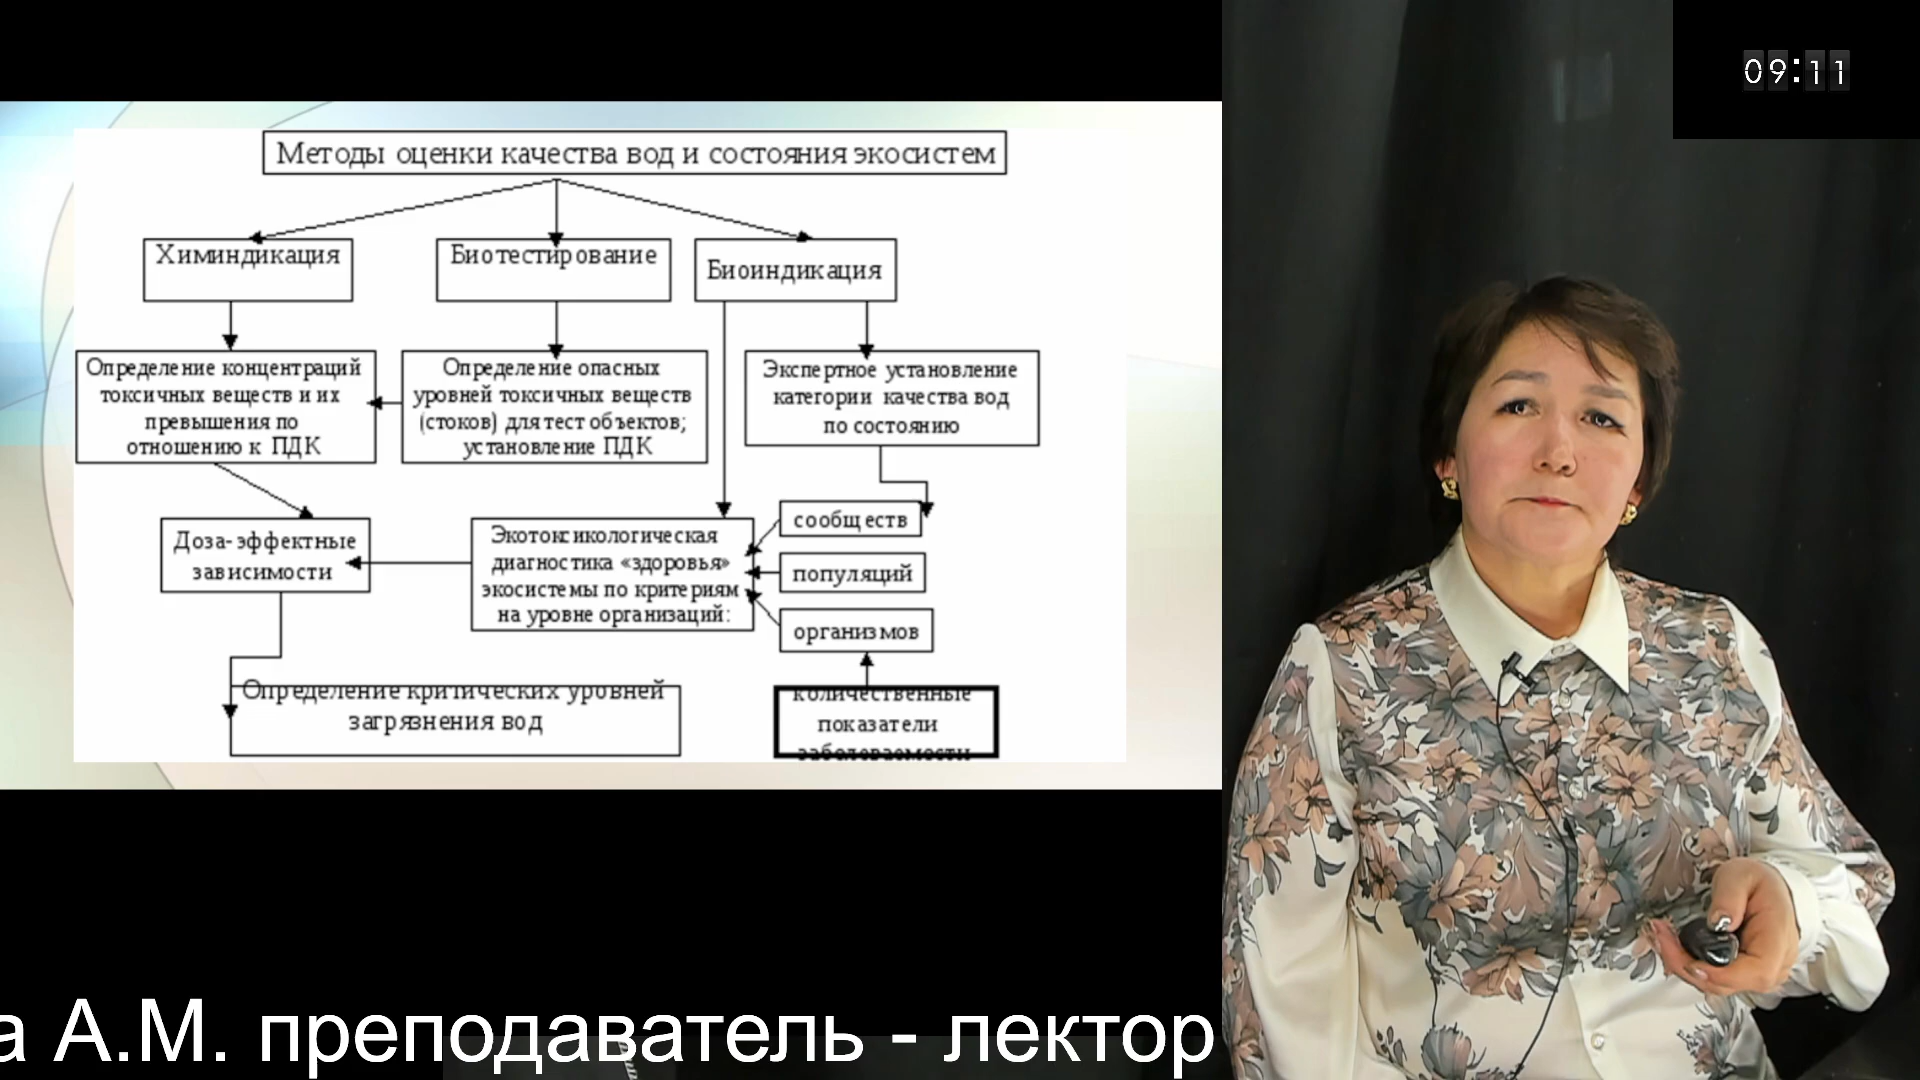 09:11
Методы оценки качества вод и состояния экосистем
Химиндикация
Биотестирование
Биоиндикация
Определение концентраций
токсичных веществ и их
превышения по
отношению к ПДК
Определение опасных
уровней токсичных веществ
(стоков) для тест объектов;
установление ПДК
Экспертное установление
категории качества вод
по состоянию
Доза-эффектные
зависимости
Экотоксикологическая
диагностика «здоровья»
экосистемы по критериям
на уровне организаций:
сообществ
популяций
организмов
Определение критических уровней
загрязнения вод
количественные
показатели
заболеваемости
а А.М. преподаватель - лектор